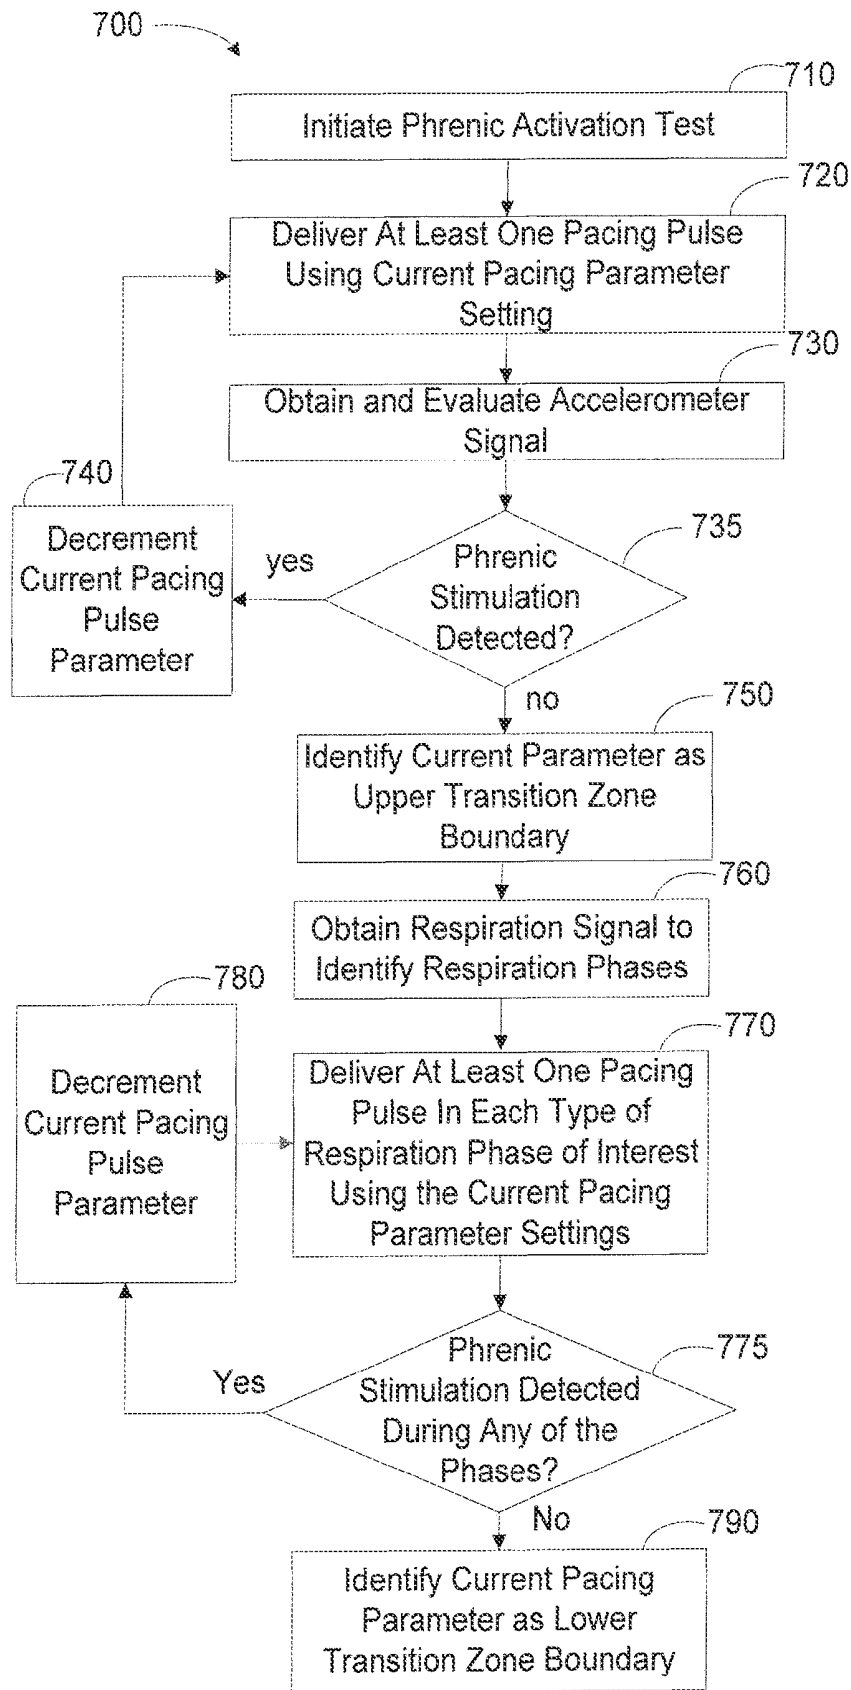 700
710
Initiate Phrenic Activation Test
720
Deliver At Least One Pacing Pulse
Using Current Pacing Parameter
Setting
730
Obtain and Evaluate Accelerometer
Signal
740
Decrement
Current Pacing
Pulse
Parameter
yes
735
Phrenic
Stimulation
Detected?
no
750
Identify Current Parameter as
Upper Transition Zone
Boundary
760
Obtain Respiration Signal to
Identify Respiration Phases
780
Decrement
Current Pacing
Pulse
Parameter
770
Deliver At Least One Pacing
Pulse In Each Type of
Respiration Phase of Interest
Using the Current Pacing
Parameter Settings
Yes
775
Phrenic
Stimulation Detected
During Any of the
Phases?
No
790
Identify Current Pacing
Parameter as Lower
Transition Zone Boundary